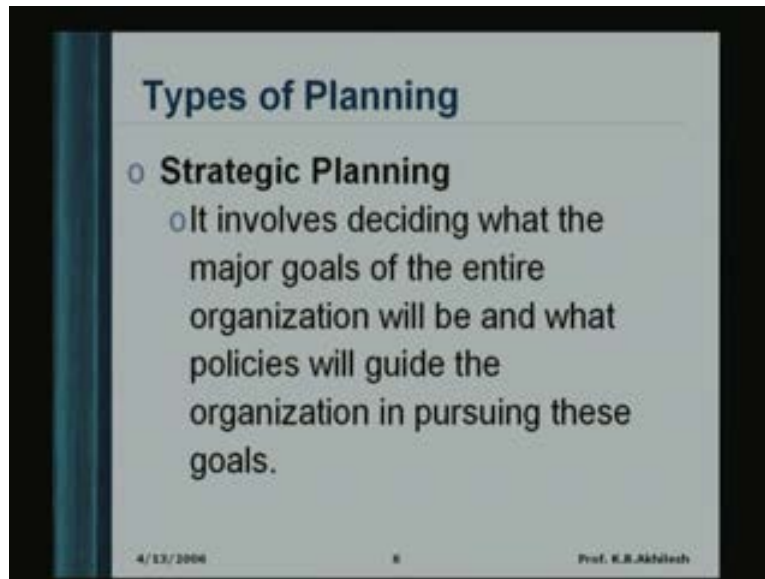 Types of Planning
o Strategic Planning
o It involves deciding what the
major goals of the entire
organization will be and what
policies will guide the
organization in pursuing these
goals.
4/13/2006 6 Prof. K.B.Akhilesh